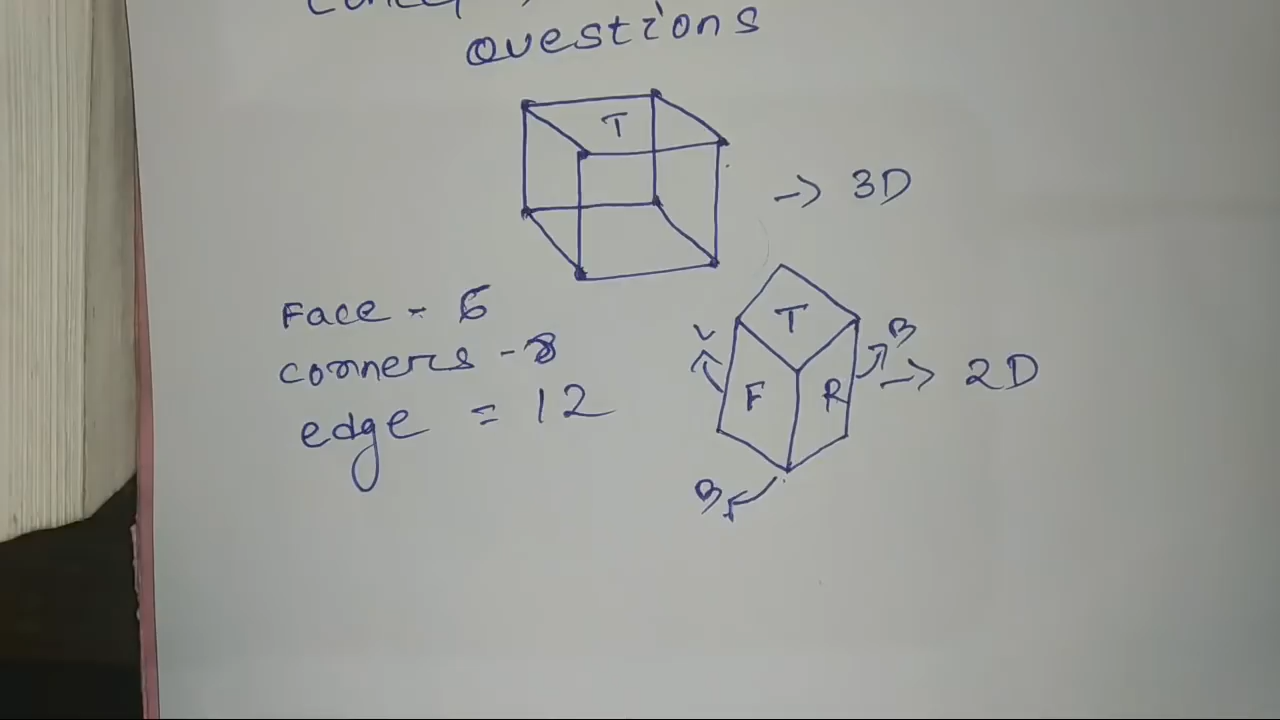 questions
T
-> 3D
Face - 6
corners - 8
edge = 12
T
L
B
F
R
-> 2D
B